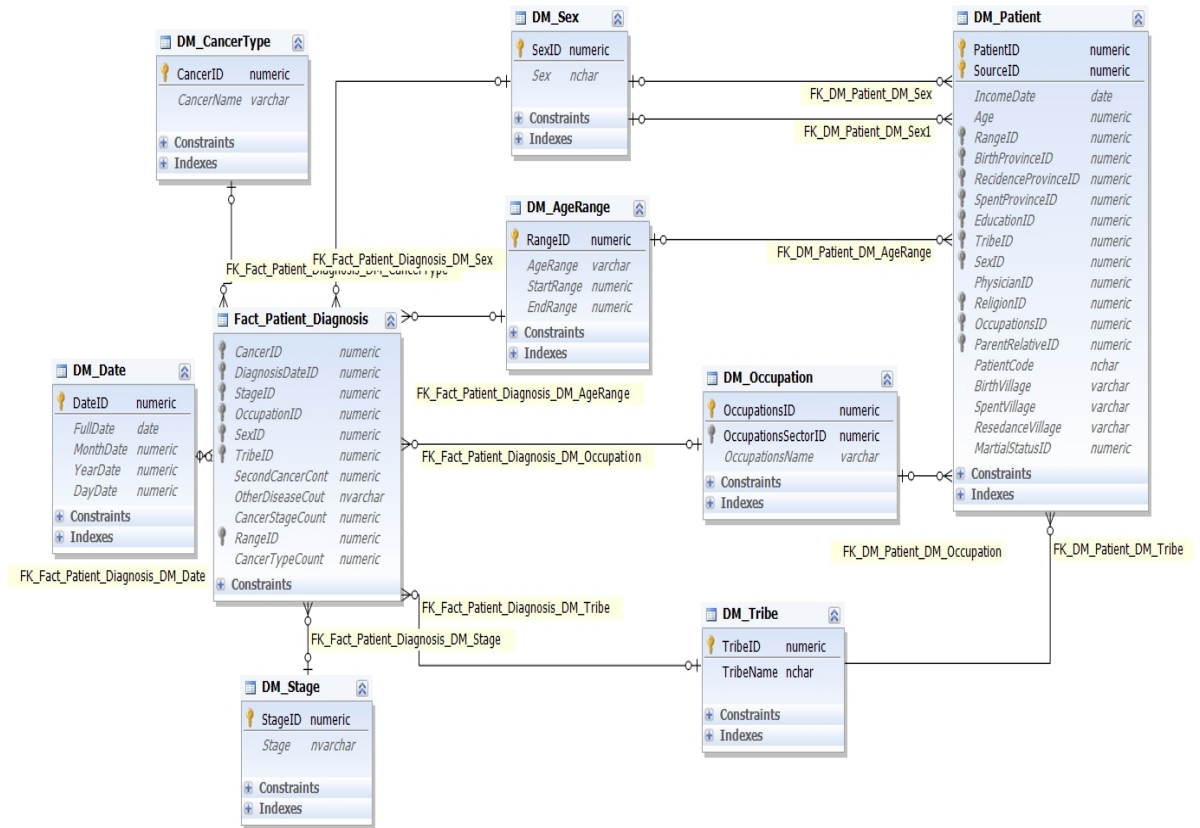 DM_CancerType
CancerID numeric
CancerName varchar
Constraints
Indexes
DM_Sex
SexID numeric
Sex nchar
Constraints
Indexes
DM_Patient
PatientID numeric
SourceID numeric
IncomeDate date
Age numeric
RangeID numeric
BirthProvinceID numeric
RecidenceProvinceID numeric
SpentProvinceID numeric
EducationID numeric
TribeID numeric
SexID numeric
PhysicianID numeric
ReligionID numeric
OccupationsID numeric
ParentRelativeID numeric
PatientCode nchar
BirthVillage varchar
SpentVillage varchar
ResedanceVillage varchar
MartialStatusID numeric
Constraints
Indexes
FK_DM_Patient_DM_Sex
FK_DM_Patient_DM_Sex1
DM_AgeRange
RangeID numeric
AgeRange varchar
StartRange numeric
EndRange numeric
Constraints
Indexes
FK_DM_Patient_DM_AgeRange
FK_Fact_Patient_Diagnosis_DM_Sex
FK_Fact_Patient_Diagnosis_DM_CancerType
Fact_Patient_Diagnosis
CancerID numeric
DiagnosisDateID numeric
StageID numeric
OccupationID numeric
SexID numeric
TribeID numeric
SecondCancerCont numeric
OtherDiseaseCout nvarchar
CancerStageCount numeric
RangeID numeric
CancerTypeCount numeric
Constraints
DM_Date
DateID numeric
FullDate date
MonthDate numeric
YearDate numeric
DayDate numeric
Constraints
Indexes
FK_Fact_Patient_Diagnosis_DM_Date
FK_Fact_Patient_Diagnosis_DM_AgeRange
DM_Occupation
OccupationsID numeric
OccupationsSectorID numeric
OccupationsName varchar
Constraints
Indexes
FK_Fact_Patient_Diagnosis_DM_Occupation
FK_DM_Patient_DM_Occupation
FK_DM_Patient_DM_Tribe
FK_Fact_Patient_Diagnosis_DM_Tribe
FK_Fact_Patient_Diagnosis_DM_Stage
DM_Tribe
TribeID numeric
TribeName nchar
Constraints
Indexes
DM_Stage
StageID numeric
Stage nvarchar
Constraints
Indexes